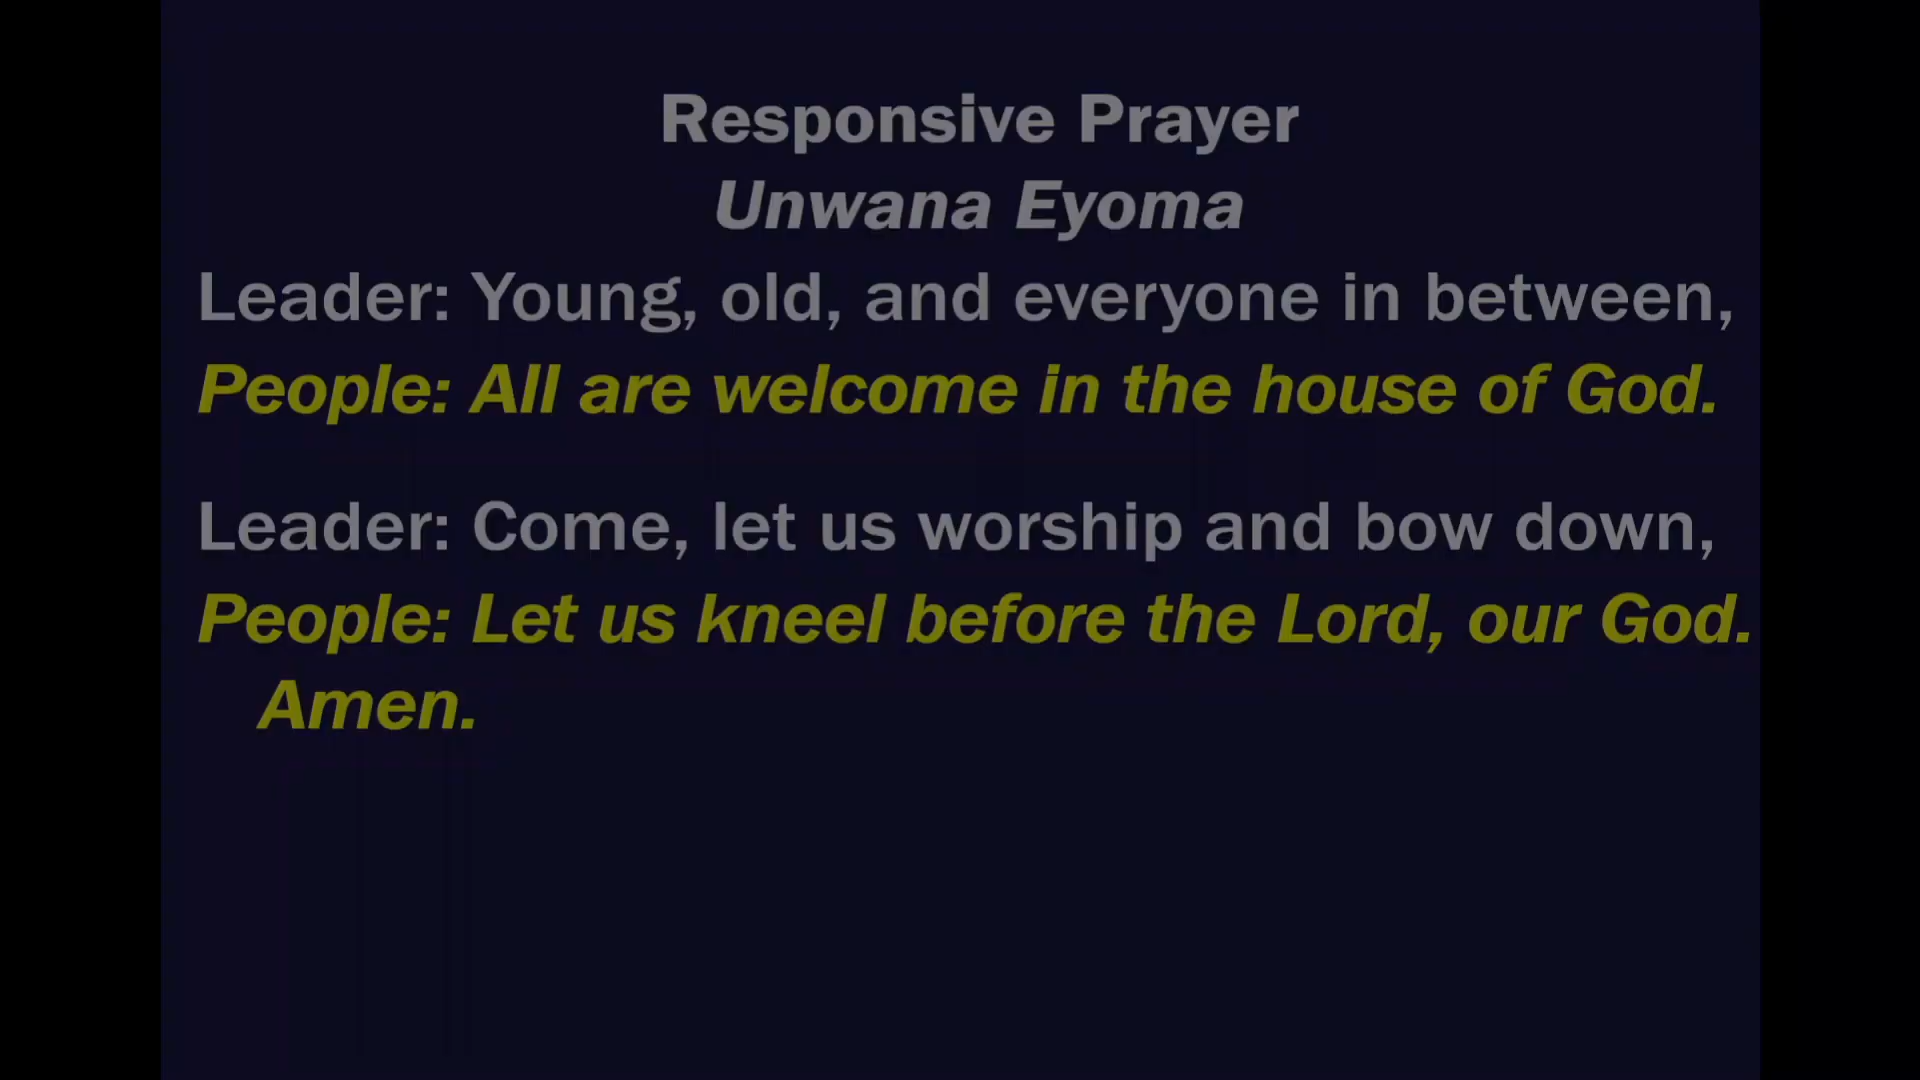 Responsive Prayer
Unwana Eyoma
Leader: Young, old, and everyone in between,
People: All are welcome in the house of God.
Leader: Come, let us worship and bow down,
People: Let us kneel before the Lord, our God.
Amen.